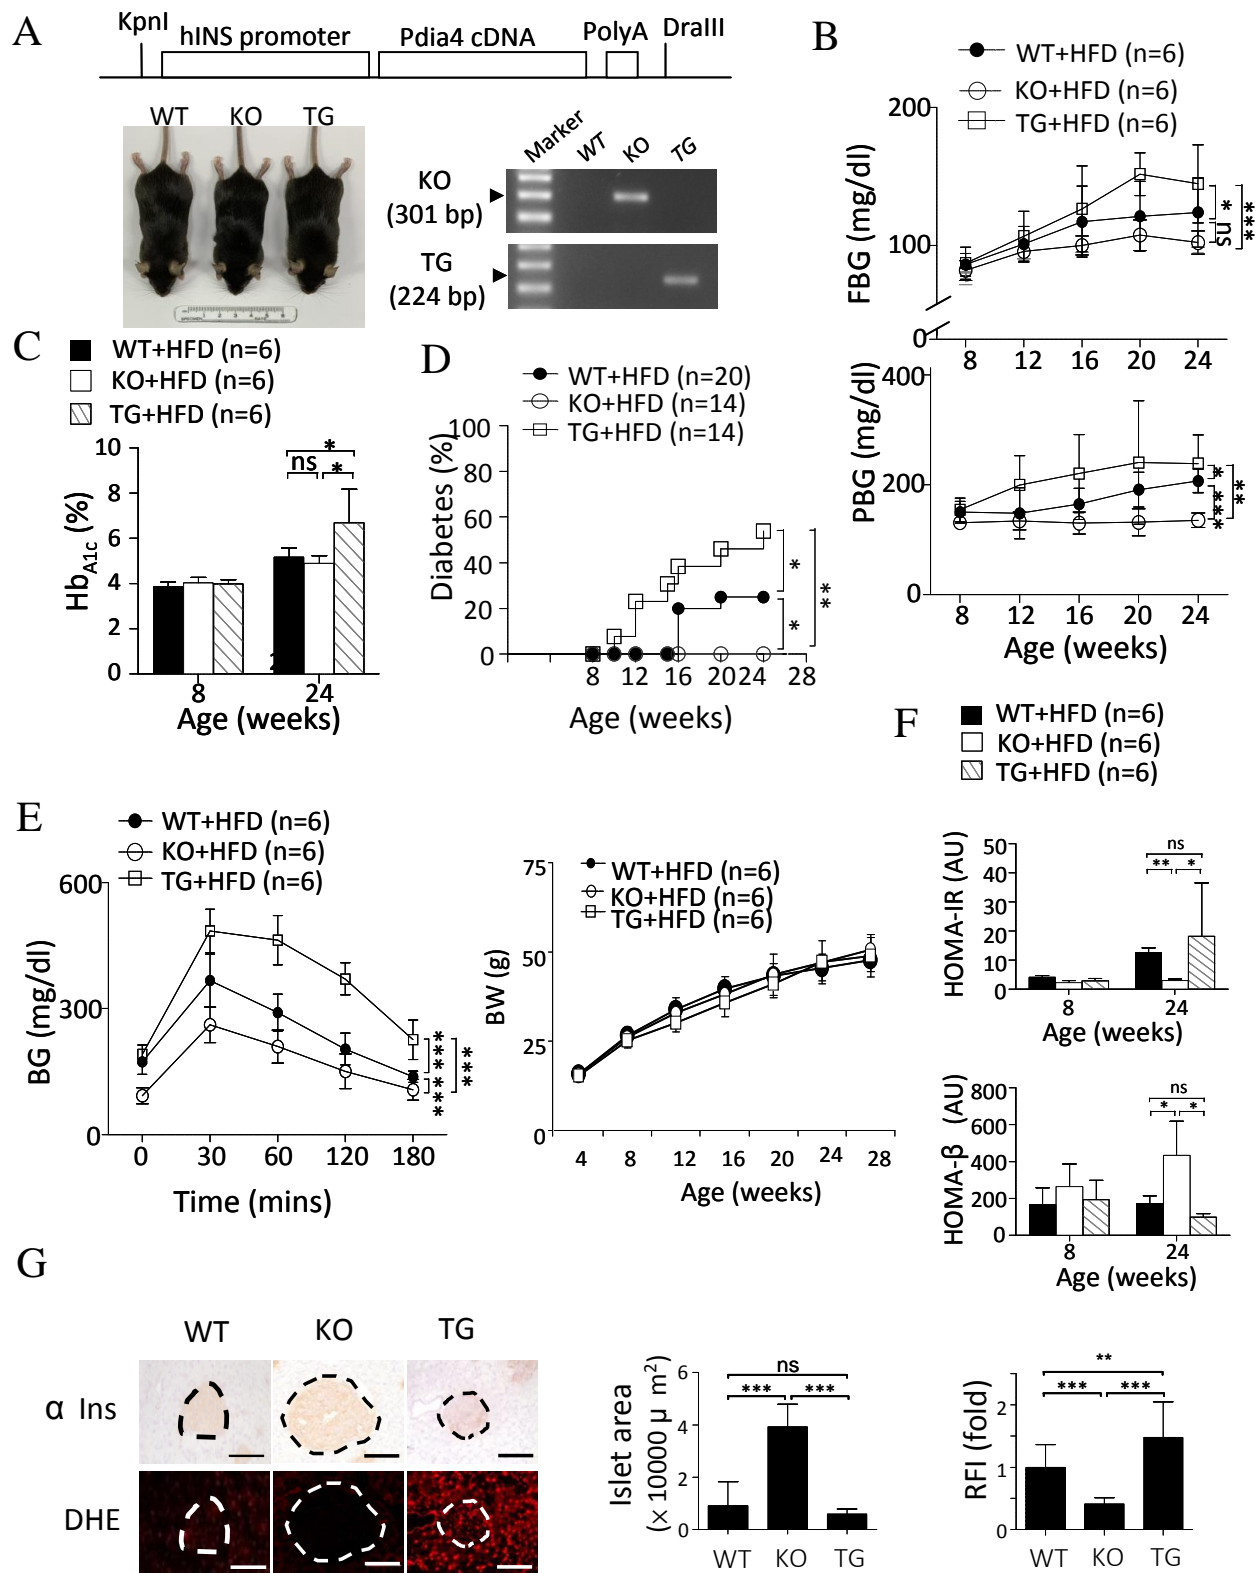 A
KpnI
hINS promoter
Pdia4 cDNA
PolyA
DraIII
WT
KO
TG
Marker
WT
KO
TG
KO
(301 bp)
TG
(224 bp)
B
WT+HFD (n=6)
KO+HFD (n=6)
TG+HFD (n=6)
FBG (mg/dl)
200
100
0
8
12
16
20
24
*
ns
***
PBG (mg/dl)
400
200
0
8
12
16
20
24
*
***
**
Age (weeks)
C
WT+HFD (n=6)
KO+HFD (n=6)
TG+HFD (n=6)
HbA1c (%)
10
8
6
4
2
0
*
ns
*
8
24
Age (weeks)
D
WT+HFD (n=20)
KO+HFD (n=14)
TG+HFD (n=14)
Diabetes (%)
100
80
60
40
20
0
8
12
16
20
24
28
*
*
**
Age (weeks)
E
WT+HFD (n=6)
KO+HFD (n=6)
TG+HFD (n=6)
BG (mg/dl)
600
300
0
0
30
60
120
180
***
***
***
Time (mins)
WT+HFD (n=6)
KO+HFD (n=6)
TG+HFD (n=6)
BW (g)
75
50
25
0
4
8
12
16
20
24
28
Age (weeks)
F
WT+HFD (n=6)
KO+HFD (n=6)
TG+HFD (n=6)
HOMA-IR (AU)
50
40
30
20
10
0
ns
**
*
8
24
HOMA-β (AU)
800
600
400
200
0
ns
*
*
8
24
Age (weeks)
G
WT
KO
TG
α Ins
DHE
Islet area
(× 10000 μ m²)
6
4
2
0
ns
***
***
WT
KO
TG
RFI (fold)
2
1
0
**
***
***
WT
KO
TG